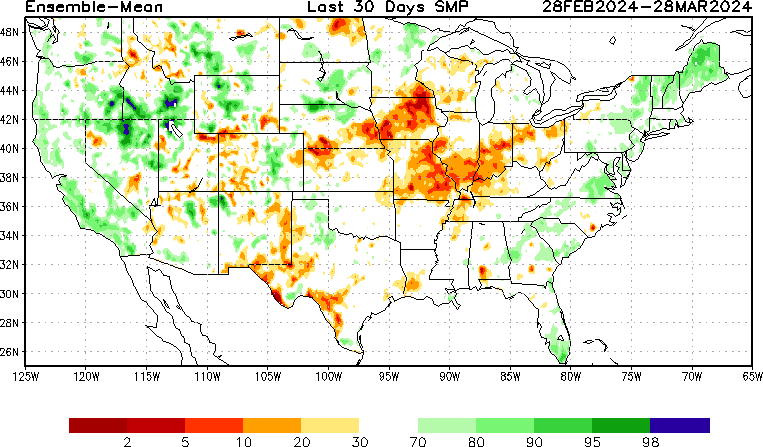 Ensemble-Mean Last 30 Days SMP 28FEB2024-28MAR2024
48N
46N
44N
42N
40N
38N
36N
34N
32N
30N
28N
26N
125W 120W 115W 110W 105W 100W 95W 90W 85W 80W 75W 70W 65W
2 5 10 20 30 70 80 90 95 98